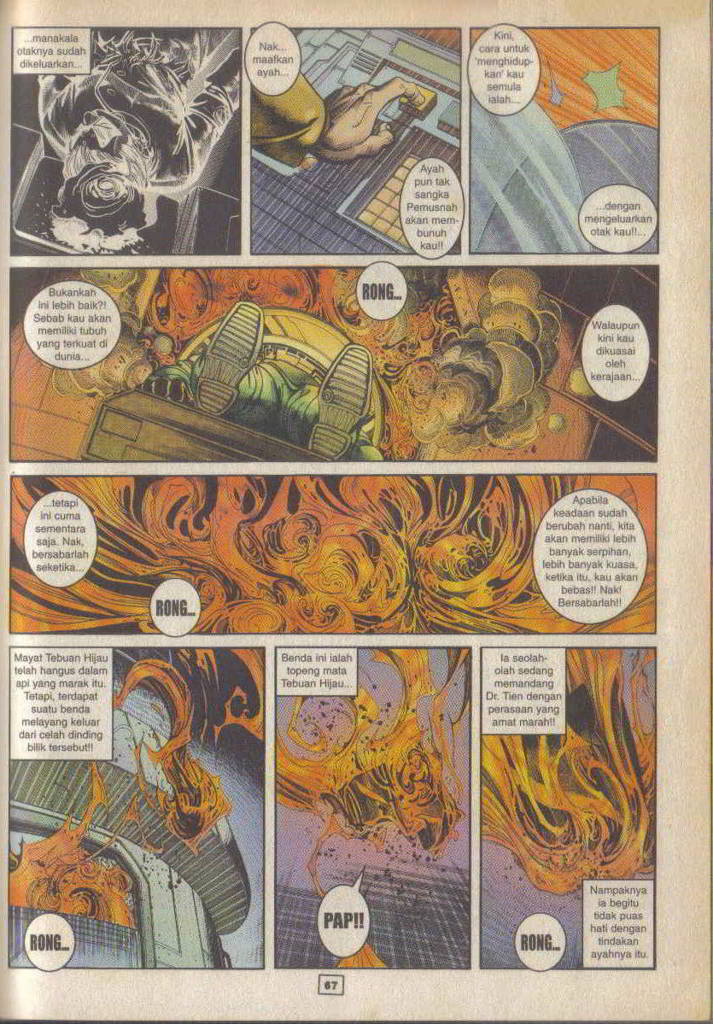 ...manakala
otaknya sudah
dikeluarkan...
Nak...
maafkan
ayah...
Ayah
pun tak
sangka
Pemusnah
akan mem-
bunuh
kau!!
Kini,
cara untuk
'menghidup-
kan' kau
semula
ialah...
...dengan
mengeluarkan
otak kau!!...
Bukankah
ini lebih baik?!
Sebab kau akan
memiliki tubuh
yang terkuat di
dunia...
RONG...
Walaupun
kini kau
dikuasai
oleh
kerajaan...
...tetapi
ini cuma
sementara
saja. Nak,
bersabarlah
seketika...
RONG...
Apabila
keadaan sudah
berubah nanti, kita
akan memiliki lebih
banyak serpihan,
lebih banyak kuasa,
ketika itu, kau akan
bebas!! Nak!
Bersabarlah!!
Mayat Tebuan Hijau
telah hangus dalam
api yang marak itu.
Tetapi, terdapat
suatu benda
melayang keluar
dari celah dinding
bilik tersebut!!
RONG...
Benda ini ialah
topeng mata
Tebuan Hijau...
PAP!!
Ia seolah-
olah sedang
memandang
Dr. Tien dengan
perasaan yang
amat marah!!
RONG...
Nampaknya
ia begitu
tidak puas
hati dengan
tindakan
ayahnya itu.
67